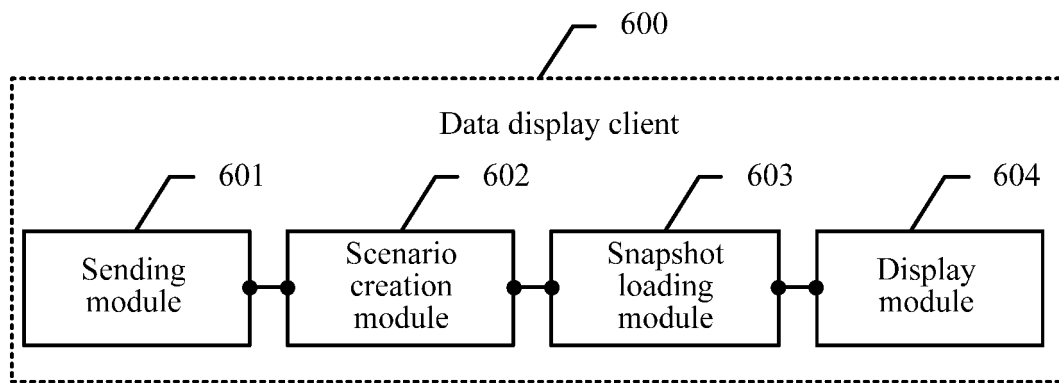 600
Data display client
601
602
603
604
Sending
module
Scenario
creation
module
Snapshot
loading
module
Display
module